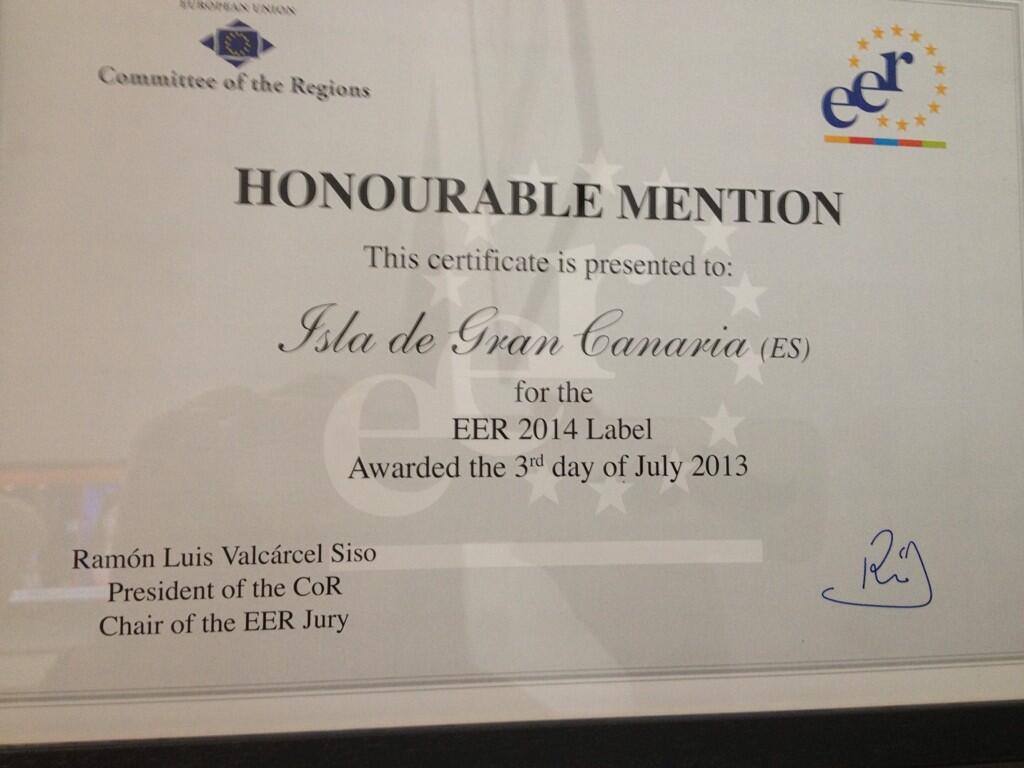 EUROPEAN UNION
Committee of the Regions
eer
HONOURABLE MENTION
This certificate is presented to:
Isla de Gran Canaria (ES)
for the
EER 2014 Label
Awarded the 3rd day of July 2013
Ramón Luis Valcárcel Siso
President of the CoR
Chair of the EER Jury